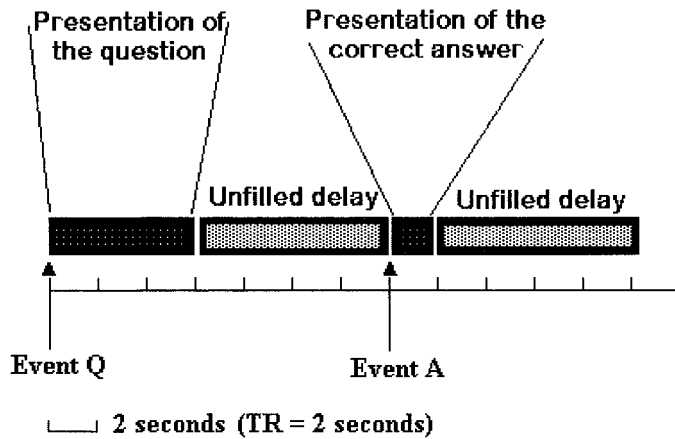 Presentation of
the question
Presentation of the
correct answer
Unfilled delay
Unfilled delay
Event Q
Event A
2 seconds (TR = 2 seconds)